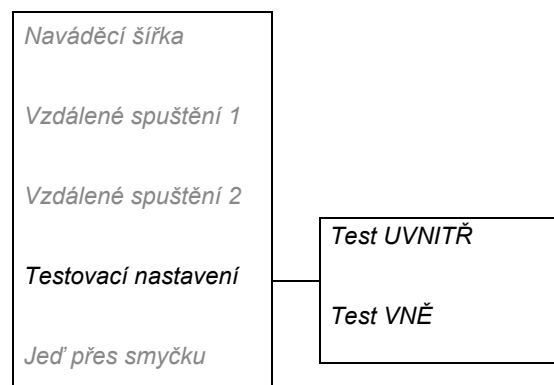 Naváděcí šířka
Vzdálené spuštění 1
Vzdálené spuštění 2
Testovací nastavení
Jeď přes smyčku
Test UVNITŘ
Test VNĚ